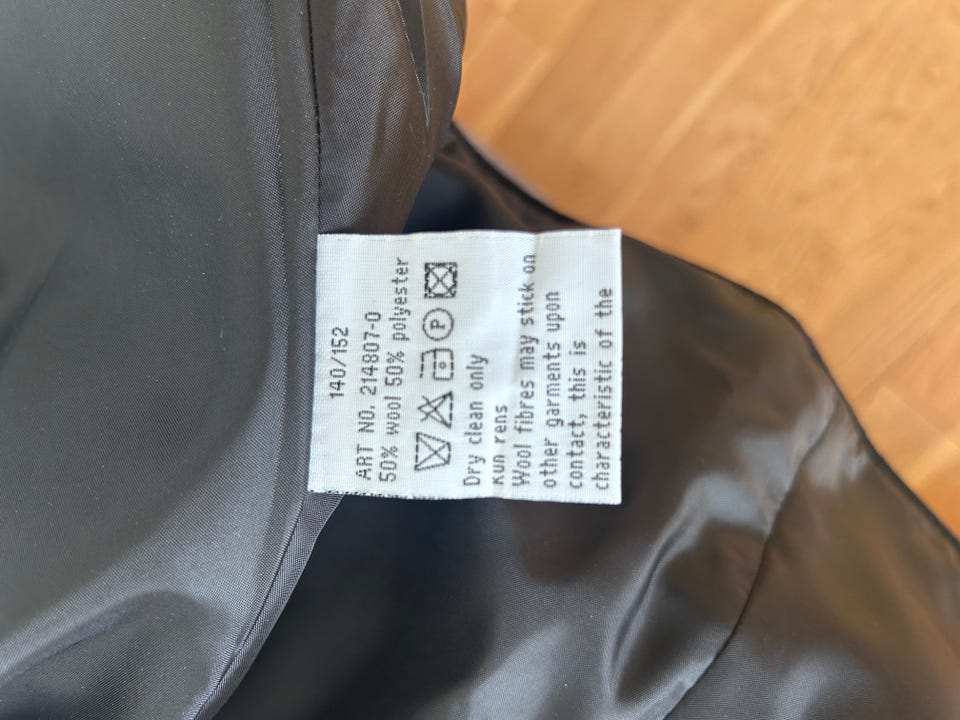 140/152
ART NO. 214807-0
50% wool 50% polyester
P
Dry clean only
Kun rens
Wool fibres may stick on
other garments upon
contact, this is
characteristic of the